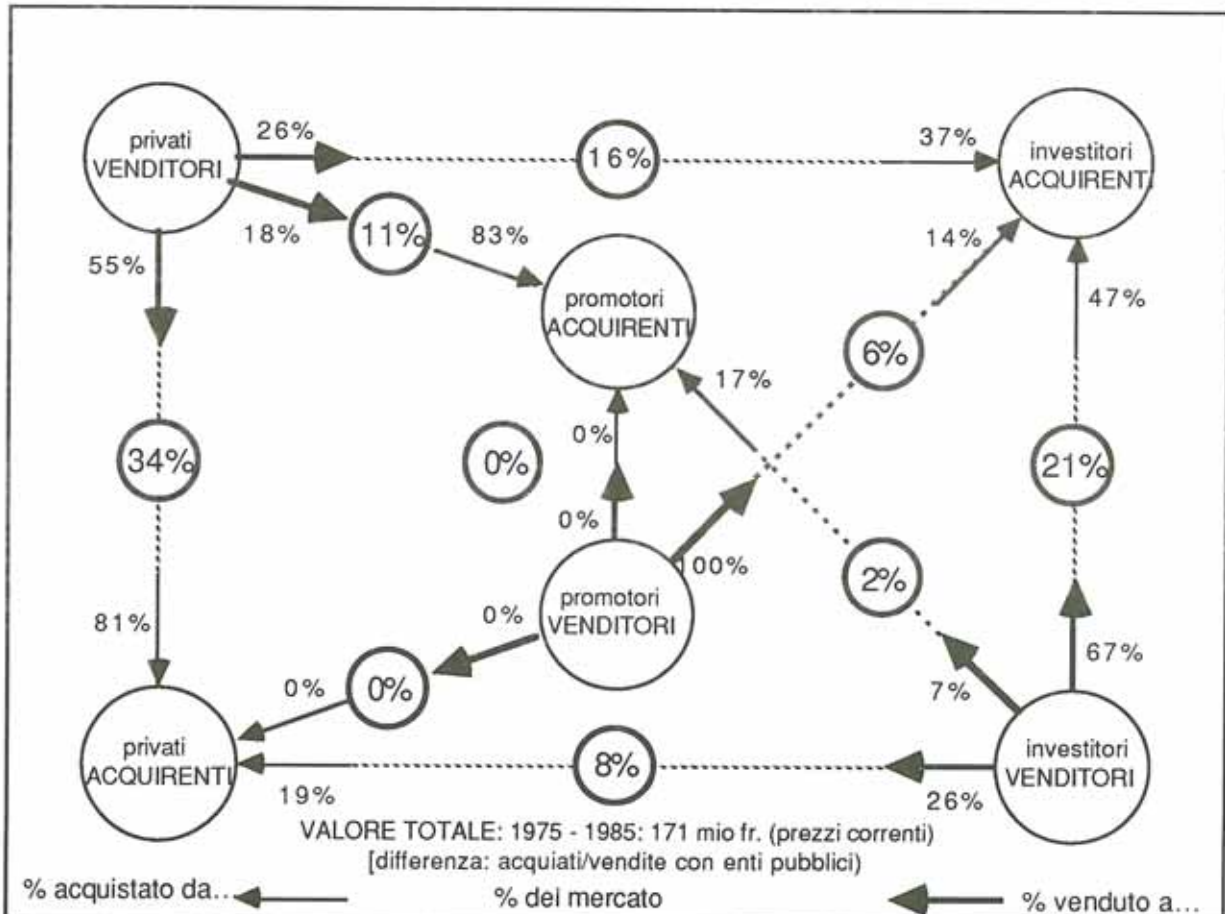 privati
VENDITORI
26%
16%
37%
investitori
ACQUIRENTI
18%
11%
83%
14%
55%
47%
promotori
ACQUIRENTI
6%
17%
0%
34%
0%
21%
0%
00%
2%
promotori
VENDITORI
0%
81%
67%
0%
0%
7%
privati
ACQUIRENTI
8%
investitori
VENDITORI
19%
26%
VALORE TOTALE: 1975 - 1985: 171 mio fr. (prezzi correnti)
[differenza: acquiati/vendite con enti pubblici)
% acquistato da...
% del mercato
% venduto a...